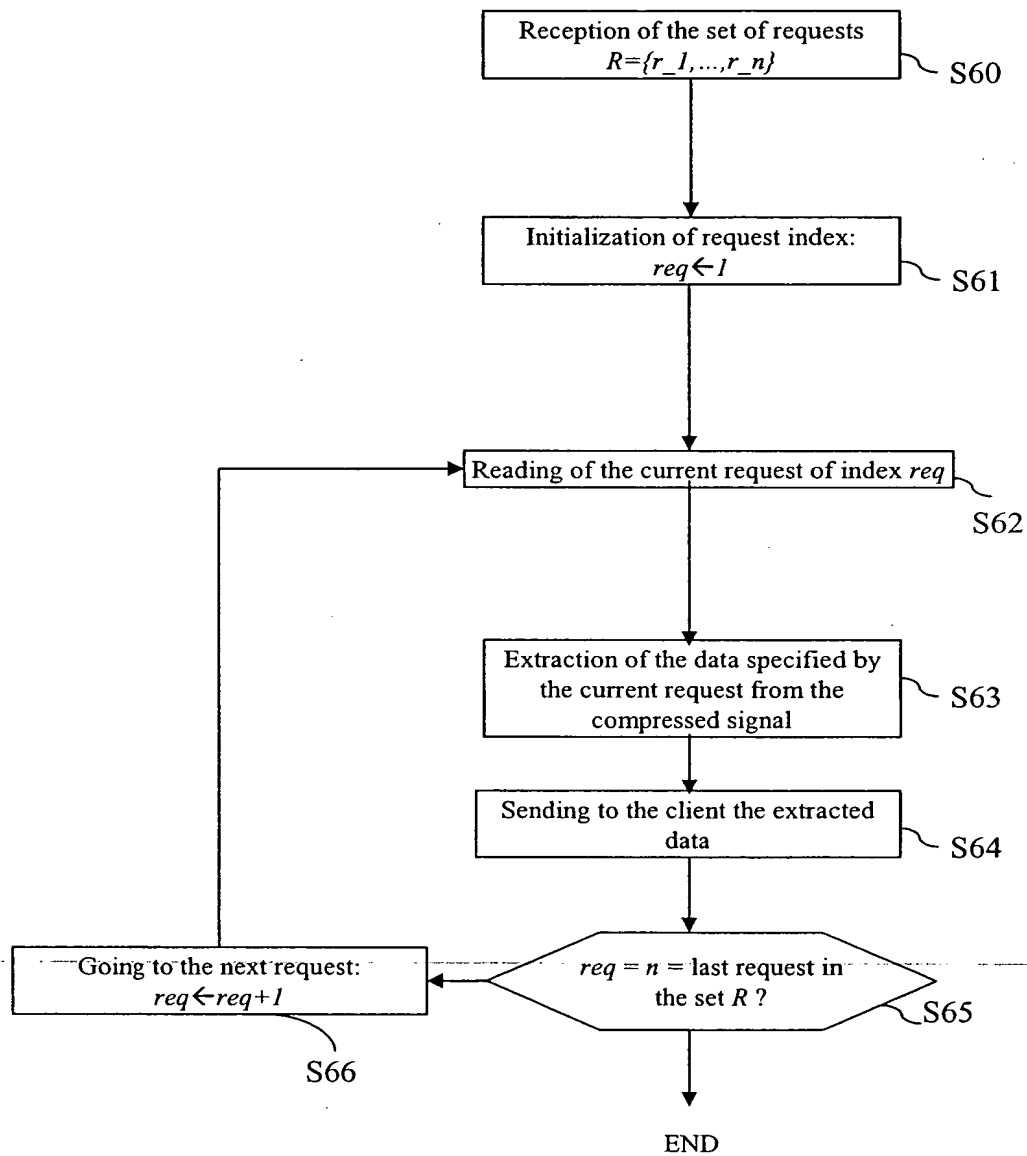 Reception of the set of requests
R={r_1,...,r_n}
S60
Initialization of request index:
req←1
S61
Reading of the current request of index req
S62
Extraction of the data specified by
the current request from the
compressed signal
S63
Sending to the client the extracted
data
S64
req = n = last request in
the set R ?
S65
Going to the next request:
req←req+1
S66
END